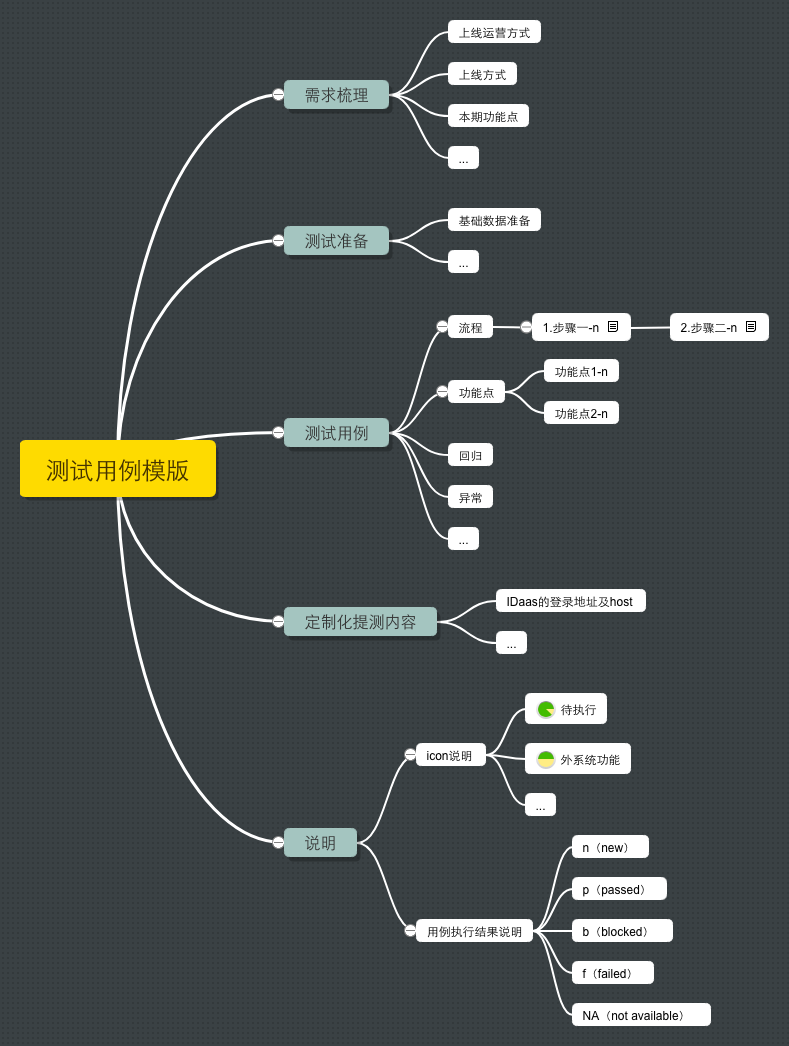 测试用例模版
需求梳理
上线运营方式
上线方式
本期功能点
...
测试准备
基础数据准备
...
测试用例
流程
1.步骤一-n
2.步骤二-n
功能点
功能点1-n
功能点2-n
回归
异常
...
定制化提测内容
IDaas的登录地址及host
...
说明
icon说明
待执行
外系统功能
...
用例执行结果说明
n（new）
p（passed）
b（blocked）
f（failed）
NA（not available）